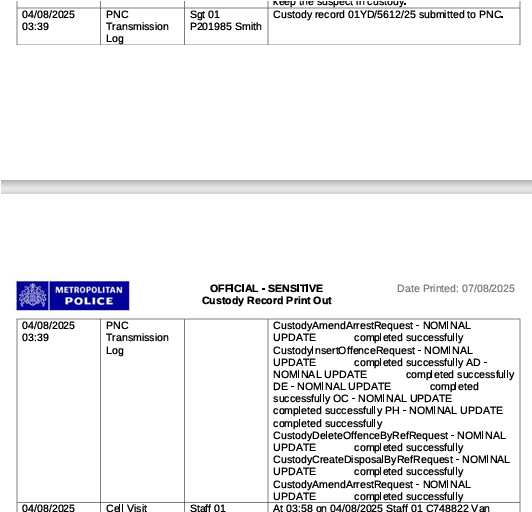 keep the suspect in custody.
04/08/2025 PNC Sgt 01 Custody record 01YD/5612/25 submitted to PNC.
03:39 Transmission P201985 Smith
Log
METROPOLITAN
POLICE
OFFICIAL - SENSITIVE
Custody Record Print Out
Date Printed: 07/08/2025
04/08/2025 PNC CustodyAmendArrestRequest - NOMINAL
03:39 Transmission UPDATE completed successfully
Log CustodyInsertOffenceRequest - NOMINAL
UPDATE completed successfully AD -
NOMINAL UPDATE completed successfully
DE - NOMINAL UPDATE completed
successfully OC - NOMINAL UPDATE
completed successfully PH - NOMINAL UPDATE
completed successfully
CustodyDeleteOffenceByRefRequest - NOMINAL
UPDATE completed successfully
CustodyCreateDisposalByRefRequest - NOMINAL
UPDATE completed successfully
CustodyAmendArrestRequest - NOMINAL
UPDATE completed successfully
04/08/2025 Cell Visit Staff 01 At 03:58 on 04/08/2025 Staff 01 C748822 Van